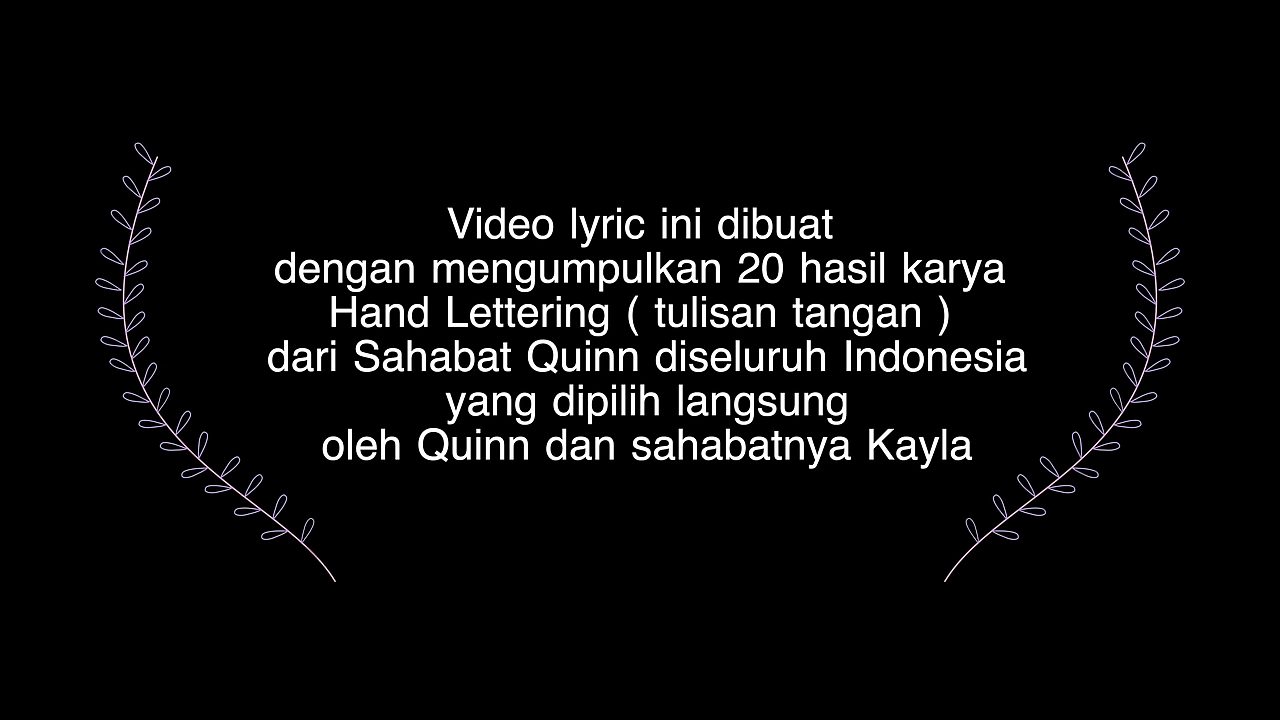 Video lyric ini dibuat
dengan mengumpulkan 20 hasil karya
Hand Lettering ( tulisan tangan )
dari Sahabat Quinn diseluruh Indonesia
yang dipilih langsung
oleh Quinn dan sahabatnya Kayla